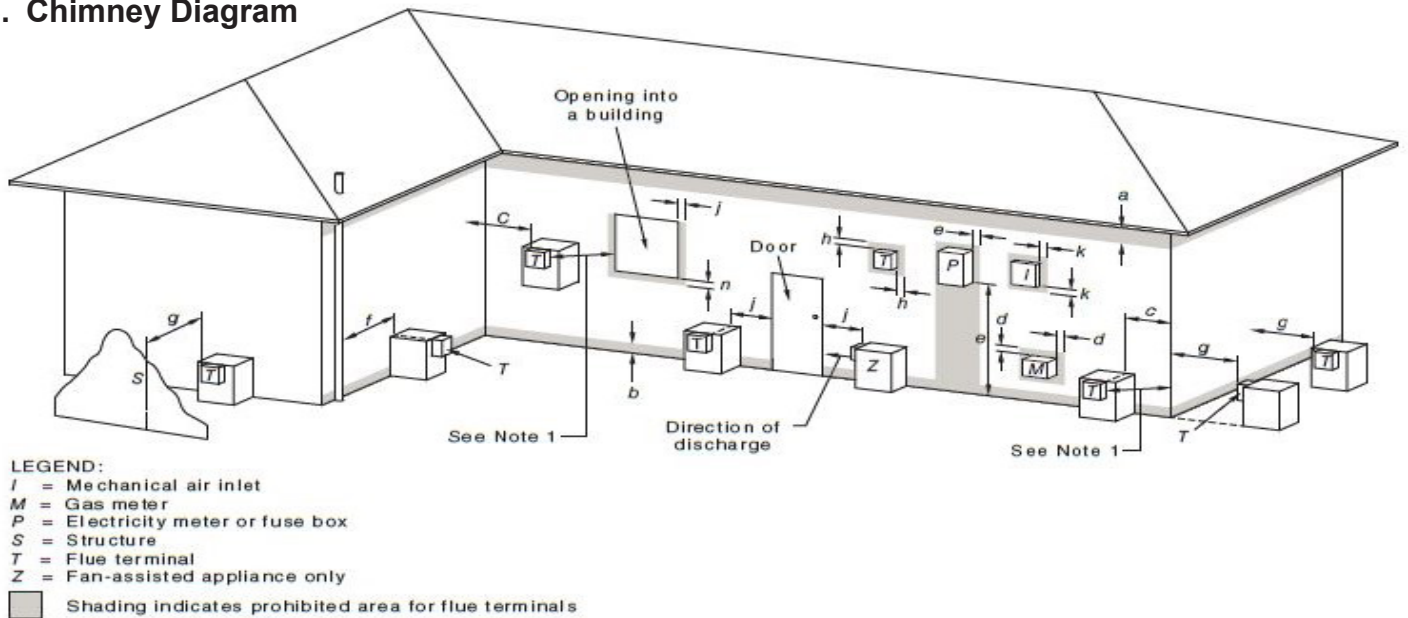 . Chimney Diagram
Opening into
a building
a
C
j
T
n
h
T
h
Door
e
P
k
I
k
j
j
T
Z
b
d
d
M
e
c
g
g
T
T
T
g
S
T
f
T
See Note 1
Direction of
discharge
See Note 1
LEGEND:
I = Mechanical air inlet
M = Gas meter
P = Electricity meter or fuse box
S = Structure
T = Flue terminal
Z = Fan-assisted appliance only
Shading indicates prohibited area for flue terminals